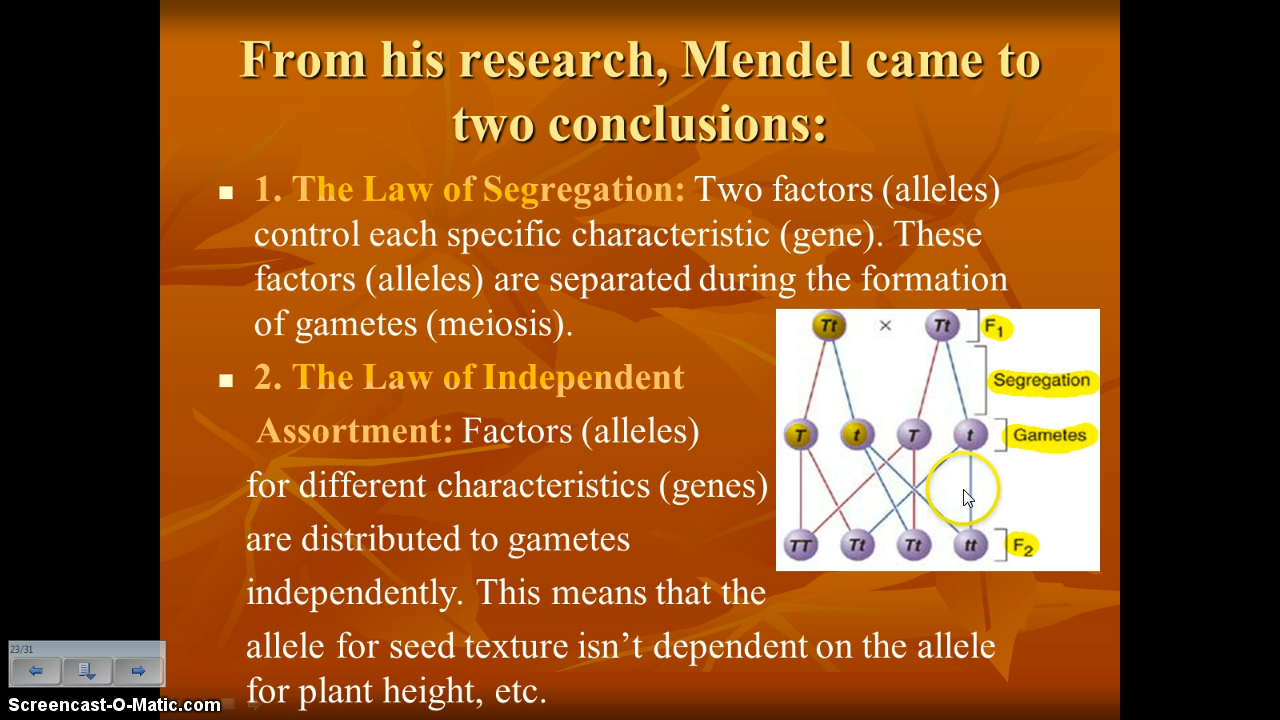 From his research, Mendel came to
two conclusions:
1. The Law of Segregation: Two factors (alleles)
control each specific characteristic (gene). These
factors (alleles) are separated during the formation
of gametes (meiosis).
2. The Law of Independent
Assortment: Factors (alleles)
for different characteristics (genes)
are distributed to gametes
independently. This means that the
allele for seed texture isn’t dependent on the allele
for plant height, etc.
Tt × Tt F1
Segregation
T t T t Gametes
TT Tt Tt tt F2
23/31
Screencast-O-Matic.com